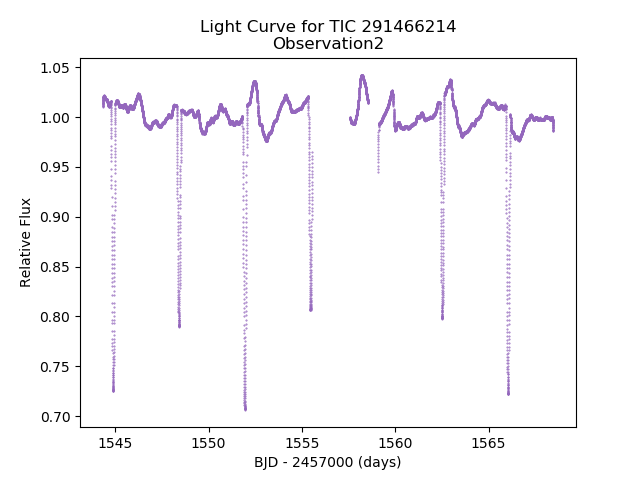 Light Curve for TIC 291466214
Observation2
1.05
1.00
0.95
0.90
0.85
0.80
0.75
0.70
Relative Flux
1545 1550 1555 1560 1565
BJD - 2457000 (days)